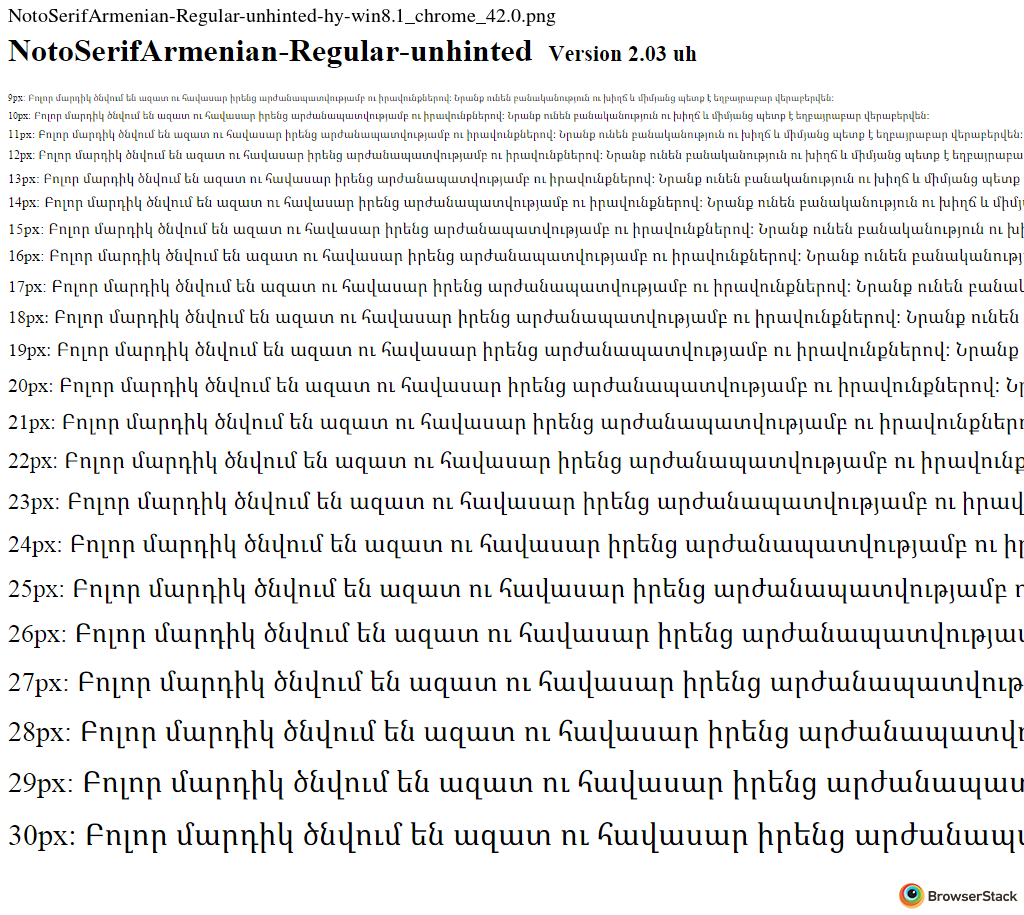 NotoSerifArmenian-Regular-unhinted-hy-win8.1_chrome_42.0.png
NotoSerifArmenian-Regular-unhinted Version 2.03 uh
9px: Բոլոր մարդիկ ծնվում են ազատ ու հավասար իրենց արժանապատվությամբ ու իրավունքներով: Նրանք ունեն բանականություն ու խիղճ և միմյանց պետք է եղբայրաբար վերաբերվեն:
10px: Բոլոր մարդիկ ծնվում են ազատ ու հավասար իրենց արժանապատվությամբ ու իրավունքներով: Նրանք ունեն բանականություն ու խիղճ և միմյանց պետք է եղբայրաբար վերաբերվեն:
11px: Բոլոր մարդիկ ծնվում են ազատ ու հավասար իրենց արժանապատվությամբ ու իրավունքներով: Նրանք ունեն բանականություն ու խիղճ և միմյանց պետք է եղբայրաբար վերաբերվեն:
12px: Բոլոր մարդիկ ծնվում են ազատ ու հավասար իրենց արժանապատվությամբ ու իրավունքներով: Նրանք ունեն բանականություն ու խիղճ և միմյանց պետք է եղբայրաբա
13px: Բոլոր մարդիկ ծնվում են ազատ ու հավասար իրենց արժանապատվությամբ ու իրավունքներով: Նրանք ունեն բանականություն ու խիղճ և միմյանց պետք
14px: Բոլոր մարդիկ ծնվում են ազատ ու հավասար իրենց արժանապատվությամբ ու իրավունքներով: Նրանք ունեն բանականություն ու խիղճ և միմյ
15px: Բոլոր մարդիկ ծնվում են ազատ ու հավասար իրենց արժանապատվությամբ ու իրավունքներով: Նրանք ունեն բանականություն ու խի
16px: Բոլոր մարդիկ ծնվում են ազատ ու հավասար իրենց արժանապատվությամբ ու իրավունքներով: Նրանք ունեն բանականությ
17px: Բոլոր մարդիկ ծնվում են ազատ ու հավասար իրենց արժանապատվությամբ ու իրավունքներով: Նրանք ունեն բանակ
18px: Բոլոր մարդիկ ծնվում են ազատ ու հավասար իրենց արժանապատվությամբ ու իրավունքներով: Նրանք ունեն
19px: Բոլոր մարդիկ ծնվում են ազատ ու հավասար իրենց արժանապատվությամբ ու իրավունքներով: Նրանք
20px: Բոլոր մարդիկ ծնվում են ազատ ու հավասար իրենց արժանապատվությամբ ու իրավունքներով: Նր
21px: Բոլոր մարդիկ ծնվում են ազատ ու հավասար իրենց արժանապատվությամբ ու իրավունքներ
22px: Բոլոր մարդիկ ծնվում են ազատ ու հավասար իրենց արժանապատվությամբ ու իրավունք
23px: Բոլոր մարդիկ ծնվում են ազատ ու հավասար իրենց արժանապատվությամբ ու իրավ
24px: Բոլոր մարդիկ ծնվում են ազատ ու հավասար իրենց արժանապատվությամբ ու իր
25px: Բոլոր մարդիկ ծնվում են ազատ ու հավասար իրենց արժանապատվությամբ
26px: Բոլոր մարդիկ ծնվում են ազատ ու հավասար իրենց արժանապատվությա
27px: Բոլոր մարդիկ ծնվում են ազատ ու հավասար իրենց արժանապատվութ
28px: Բոլոր մարդիկ ծնվում են ազատ ու հավասար իրենց արժանապատվ
29px: Բոլոր մարդիկ ծնվում են ազատ ու հավասար իրենց արժանապատ
30px: Բոլոր մարդիկ ծնվում են ազատ ու հավասար իրենց արժանապ
BrowserStack